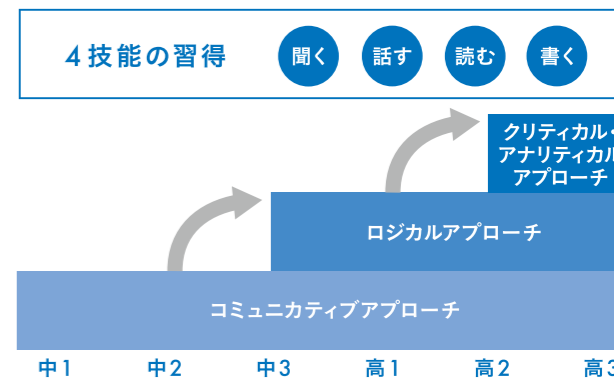 4技能の習得 聞く 話す 読む 書く
クリティカル・
アナリティカル
アプローチ
ロジカルアプローチ
コミュニカティブアプローチ
中1 中2 中3 高1 高2 高3